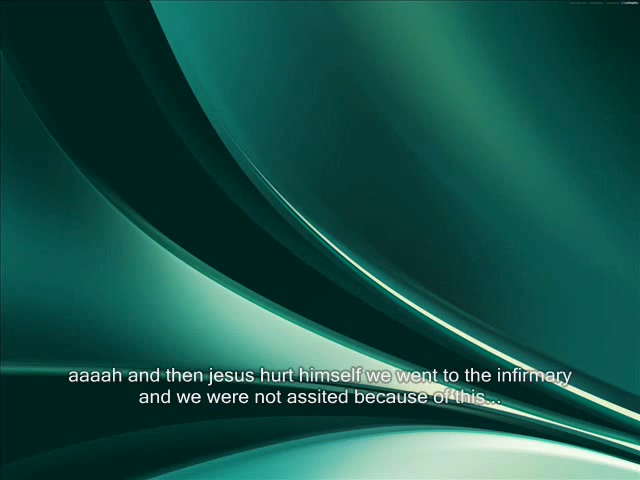 aaaah and then jesus hurt himself we went to the infirmary
and we were not assited because of this...